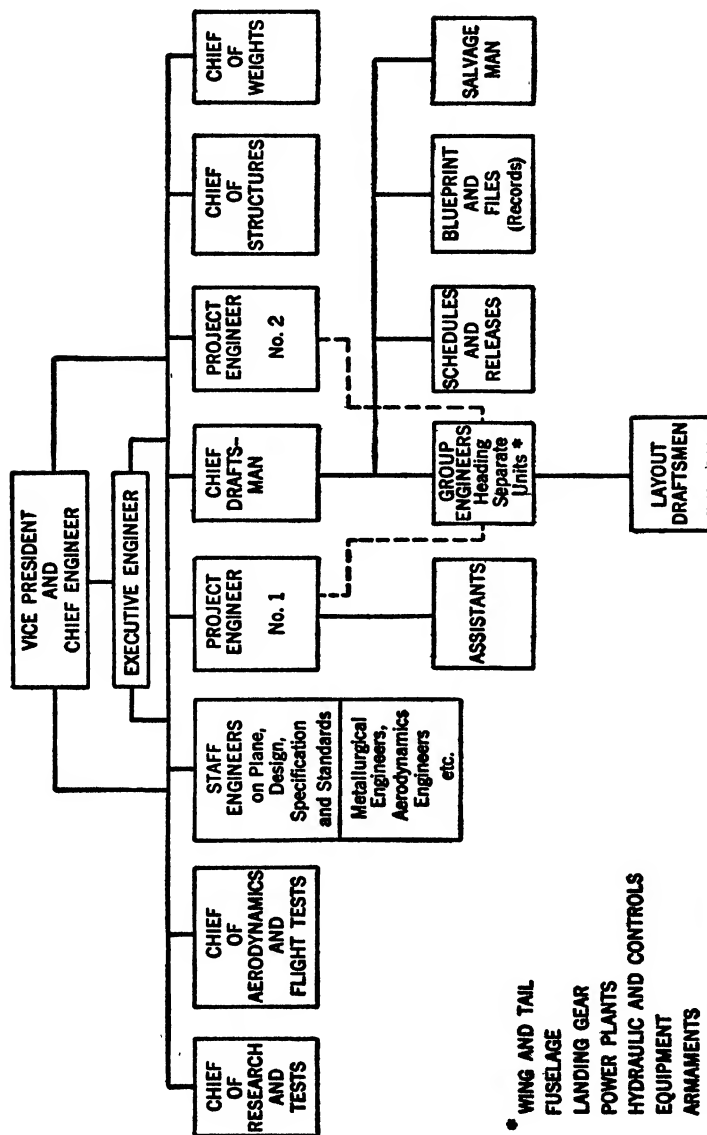 VICE PRESIDENT
AND
CHIEF ENGINEER
EXECUTIVE ENGINEER
CHIEF
OF
RESEARCH
AND
TESTS
CHIEF
OF
AERODYNAMICS
AND
FLIGHT TESTS
STAFF
ENGINEERS
on Plane,
Design,
Specification
and Standards
Metallurgical
Engineers,
Aerodynamics
Engineers
etc.
PROJECT
ENGINEER
No. 1
CHIEF
DRAFTS-
MAN
PROJECT
ENGINEER
No. 2
CHIEF
OF
STRUCTURES
CHIEF
OF
WEIGHTS
ASSISTANTS
GROUP
ENGINEERS
Heading
Separate
Units *
SCHEDULES
AND
RELEASES
BLUEPRINT
AND
FILES
(Records)
SALVAGE
MAN
LAYOUT
DRAFTSMEN
* WING AND TAIL
FUSELAGE
LANDING GEAR
POWER PLANTS
HYDRAULIC AND CONTROLS
EQUIPMENT
ARMAMENTS